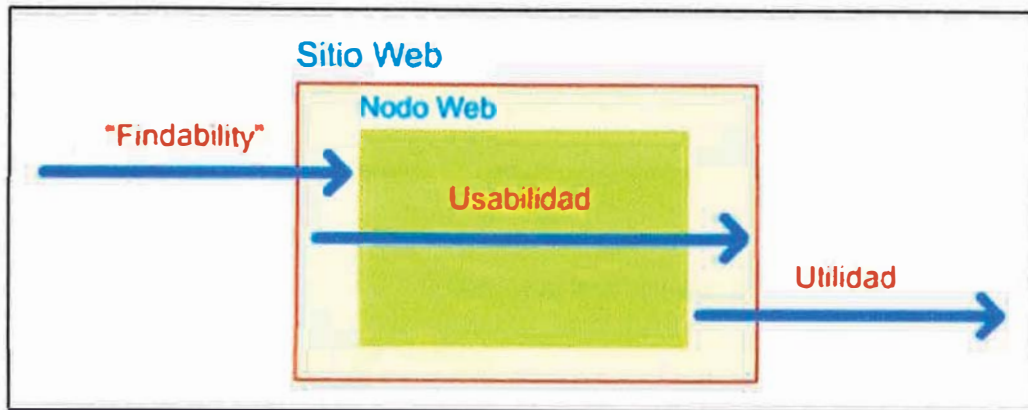 Sitio Web
Nodo Web
"Findability"
Usabilidad
Utilidad